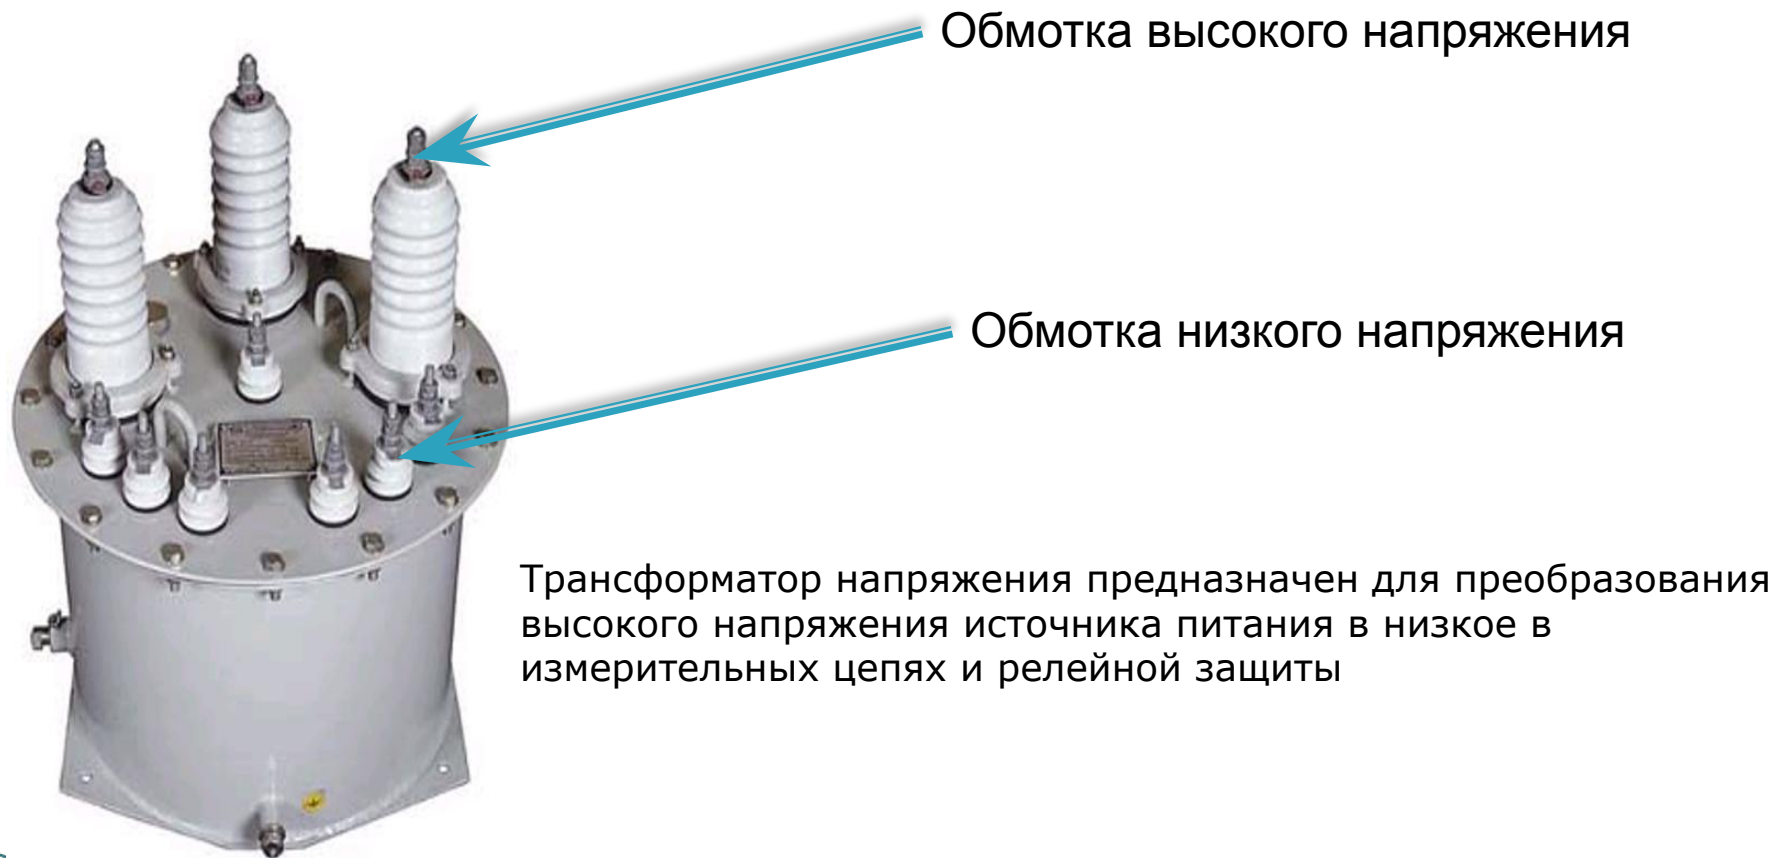 Обмотка высокого напряжения
Обмотка низкого напряжения
Трансформатор напряжения предназначен для преобразования
высокого напряжения источника питания в низкое в
измерительных цепях и релейной защиты